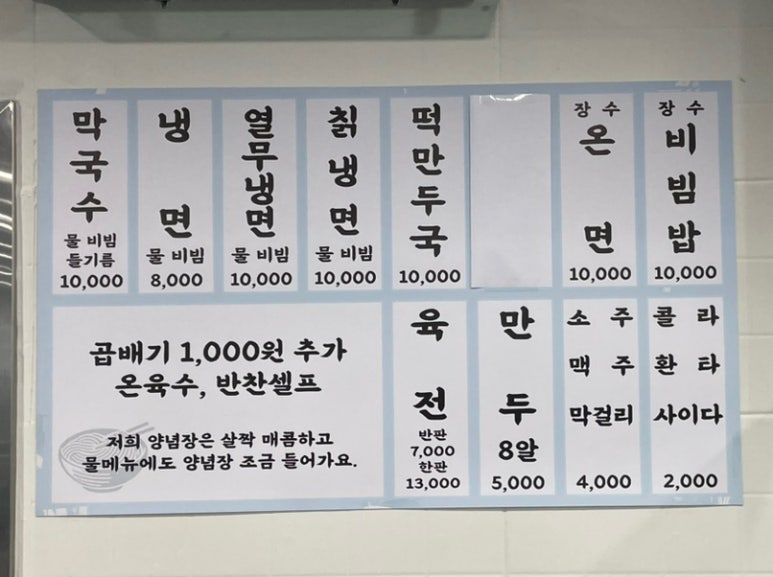 막국수
물 비빔
들기름
10,000
냉면
물 비빔
8,000
열무냉면
물 비빔
10,000
칡냉면
물 비빔
10,000
떡만두국
10,000
장수
온면
10,000
장수
비빔밥
10,000
곱배기 1,000원 추가
온육수, 반찬셀프
저희 양념장은 살짝 매콤하고
물메뉴에도 양념장 조금 들어가요.
육전
반판
7,000
한판
13,000
만두
8알
5,000
소주
맥주
막걸리
4,000
콜라
환타
사이다
2,000